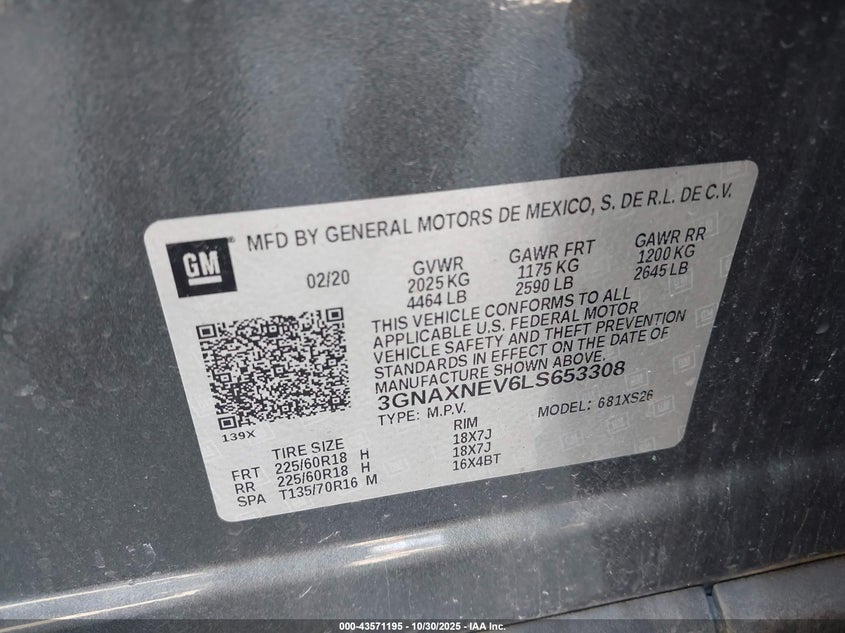 GM
MFD BY GENERAL MOTORS DE MEXICO, S. DE R.L. DE C.V.
02/20
GVWR
2025 KG
4464 LB
GAWR FRT
1175 KG
2590 LB
GAWR RR
1200 KG
2645 LB
THIS VEHICLE CONFORMS TO ALL
APPLICABLE U.S. FEDERAL MOTOR
VEHICLE SAFETY AND THEFT PREVENTION
STANDARDS IN EFFECT ON THE DATE OF
MANUFACTURE SHOWN ABOVE.
3GNAXNEV6LS653308
TYPE: M.P.V. MODEL: 681XS26
139X
TIRE SIZE RIM
FRT 225/60R18 H 18X7J
RR 225/60R18 H 18X7J
SPA T135/70R16 M 16X4BT
000-43571195 - 10/30/2025 - IAA Inc.